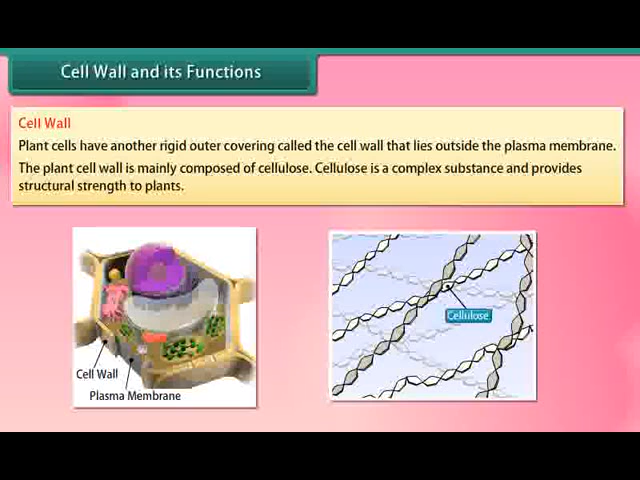 Cell Wall and its Functions
Cell Wall
Plant cells have another rigid outer covering called the cell wall that lies outside the plasma membrane.
The plant cell wall is mainly composed of cellulose. Cellulose is a complex substance and provides
structural strength to plants.
Cellulose
Cell Wall
Plasma Membrane